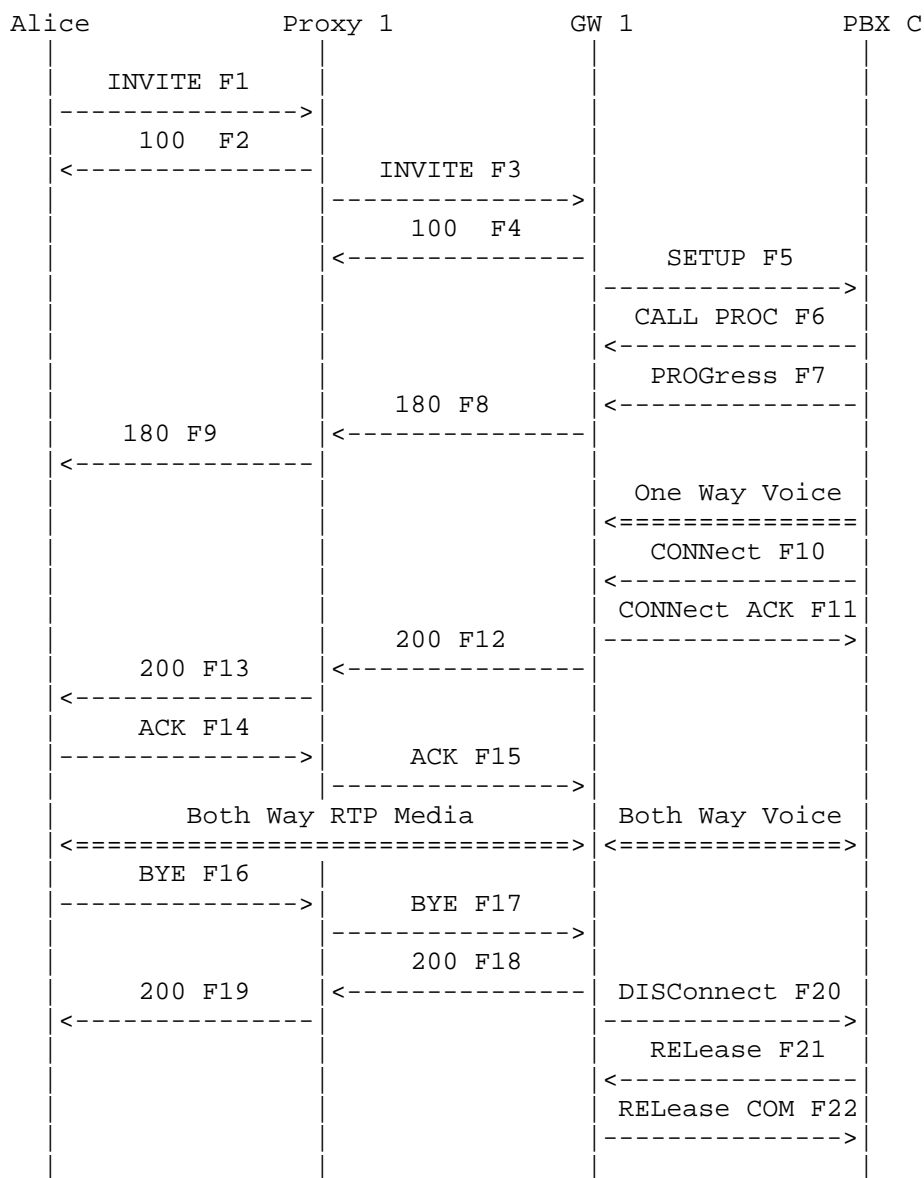 Alice Proxy 1 GW 1 PBX C
INVITE F1
100 F2
INVITE F3
100 F4
SETUP F5
CALL PROC F6
PROGress F7
180 F8
180 F9
One Way Voice
CONNect F10
CONNect ACK F11
200 F12
200 F13
ACK F14
ACK F15
Both Way RTP Media Both Way Voice
BYE F16
BYE F17
200 F18
200 F19 DISConnect F20
RELease F21
RELease COM F22